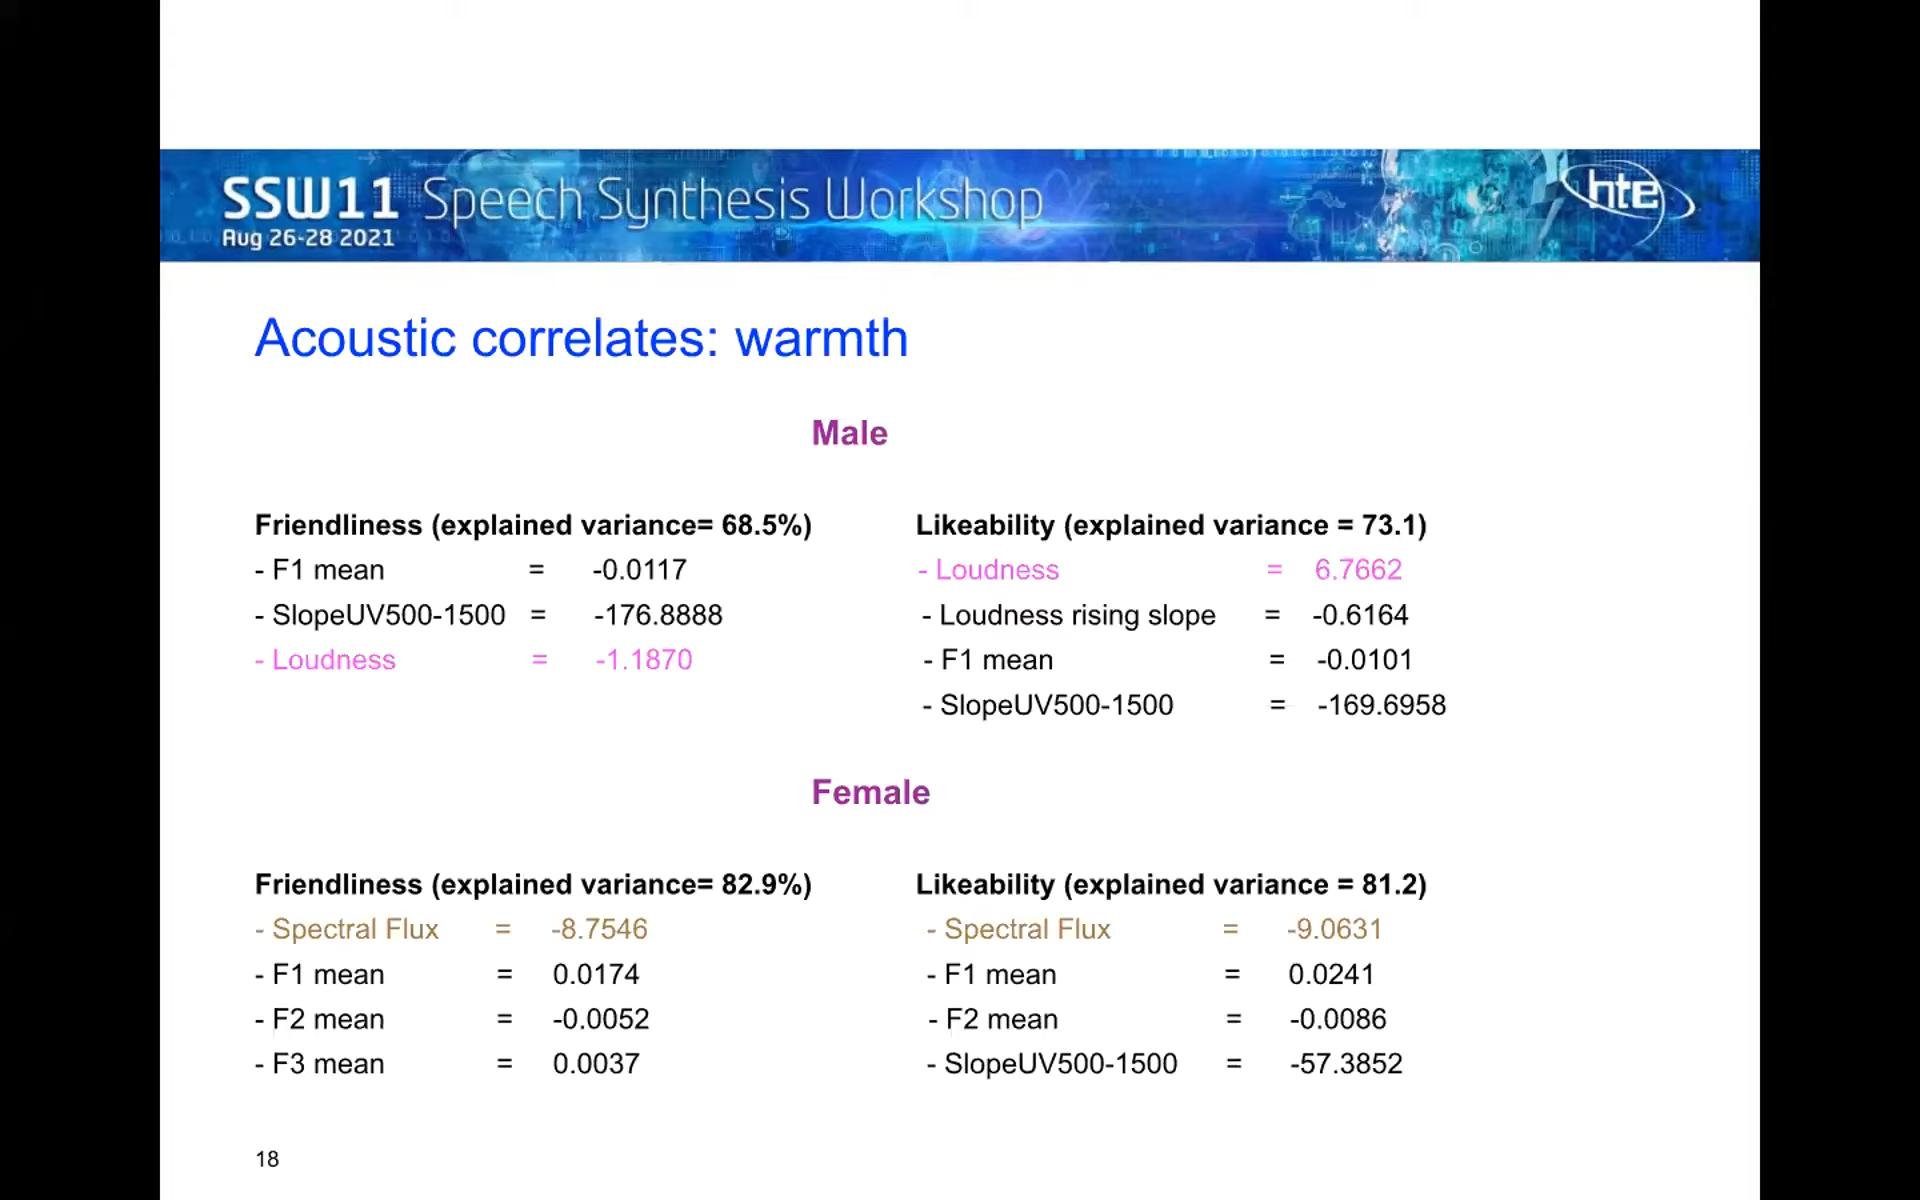 SSW11 Speech Synthesis Workshop
Aug 26-28 2021
hte
Acoustic correlates: warmth
Male
Friendliness (explained variance= 68.5%)
- F1 mean = -0.0117
- SlopeUV500-1500 = -176.8888
- Loudness = -1.1870
Likeability (explained variance = 73.1)
- Loudness = 6.7662
- Loudness rising slope = -0.6164
- F1 mean = -0.0101
- SlopeUV500-1500 = -169.6958
Female
Friendliness (explained variance= 82.9%)
- Spectral Flux = -8.7546
- F1 mean = 0.0174
- F2 mean = -0.0052
- F3 mean = 0.0037
Likeability (explained variance = 81.2)
- Spectral Flux = -9.0631
- F1 mean = 0.0241
- F2 mean = -0.0086
- SlopeUV500-1500 = -57.3852
18